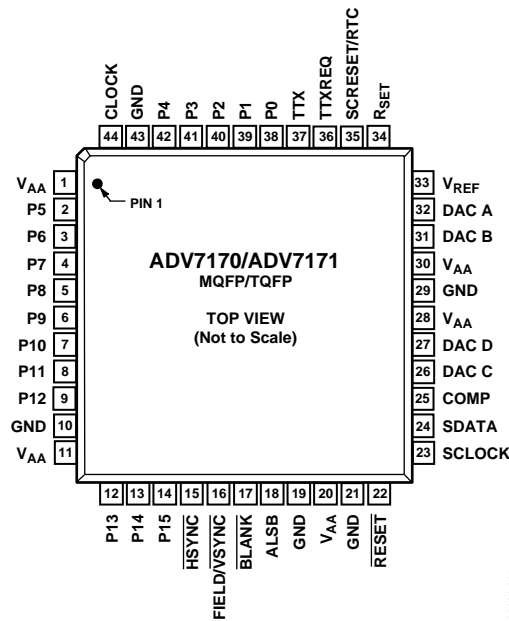 CLOCK
GND
P4
P3
P2
P1
P0
TTX
TTXREQ
SCRESET/RTC
RSET
44 43 42 41 40 39 38 37 36 35 34
VAA 1
P5 2
P6 3
P7 4
P8 5
P9 6
P10 7
P11 8
P12 9
GND 10
VAA 11
PIN 1
ADV7170/ADV7171
MQFP/TQFP
TOP VIEW
(Not to Scale)
33 VREF
32 DAC A
31 DAC B
30 VAA
29 GND
28 VAA
27 DAC D
26 DAC C
25 COMP
24 SDATA
23 SCLOCK
12 13 14 15 16 17 18 19 20 21 22
P13
P14
P15
HSYNC
FIELD/VSYNC
BLANK
ALSB
GND
VAA
GND
RESET